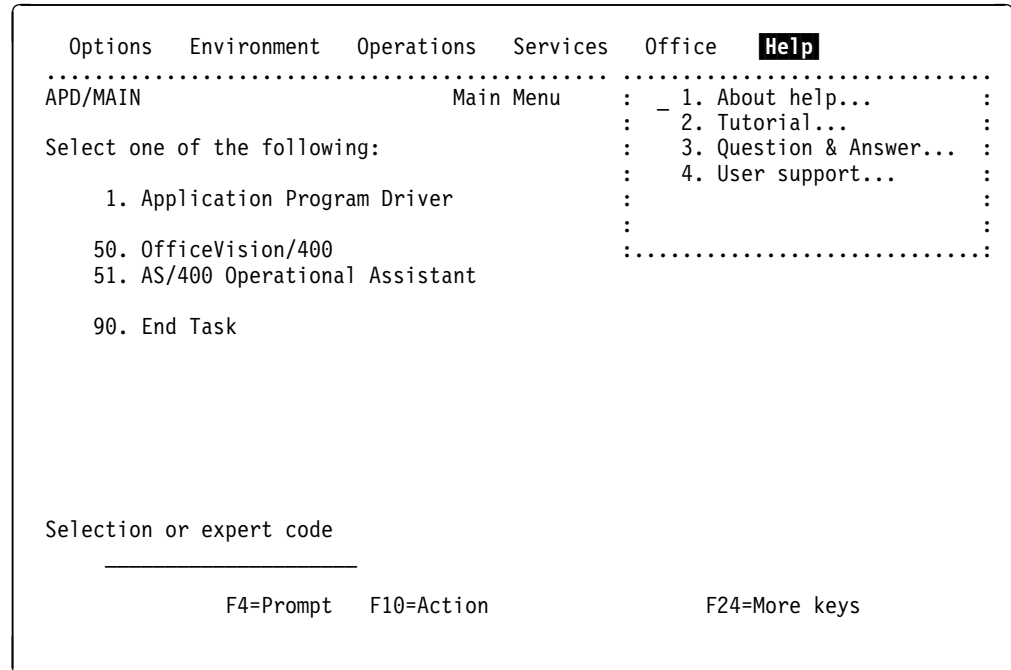 Options Environment Operations Services Office Help
............................................... ...............................
APD/MAIN Main Menu : _ 1. About help... :
: 2. Tutorial... :
Select one of the following: : 3. Question & Answer... :
: 4. User support... :
1. Application Program Driver : :
: :
50. OfficeVision/400 :.............................:
51. AS/400 Operational Assistant
90. End Task
Selection or expert code
_____________________
F4=Prompt F10=Action F24=More keys